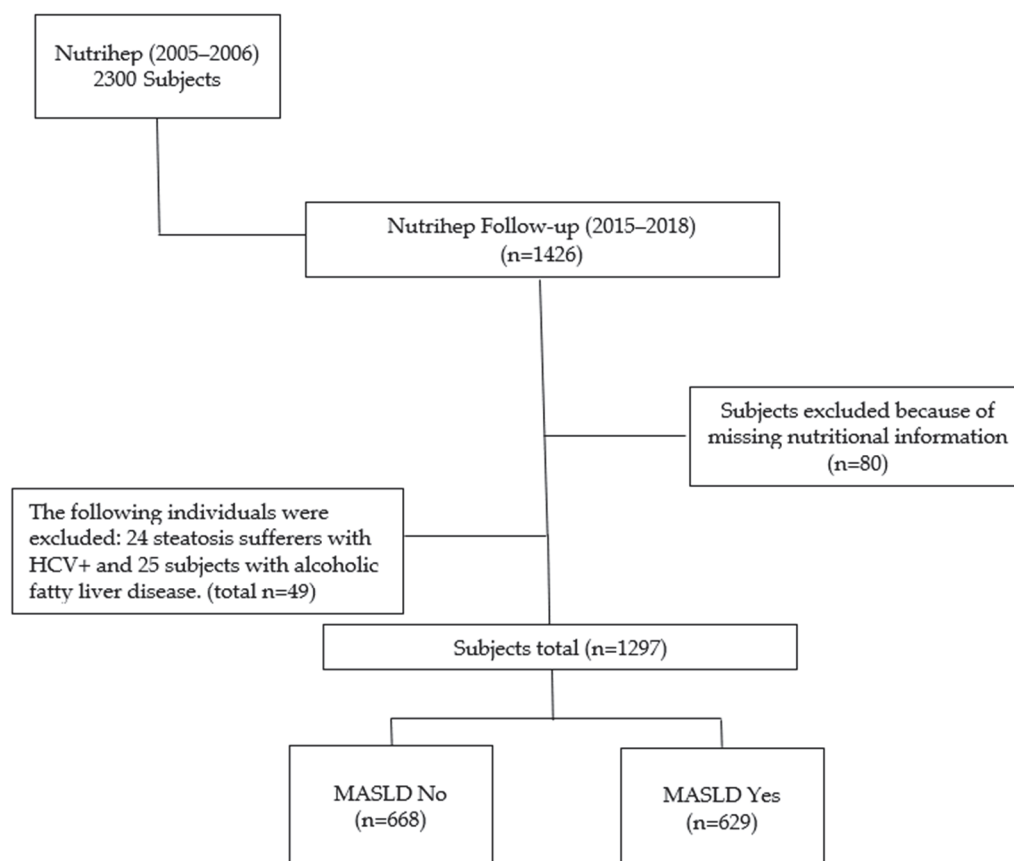 Nutrihep (2005–2006)
2300 Subjects
Nutrihep Follow-up (2015–2018)
(n=1426)
Subjects excluded because of
missing nutritional information
(n=80)
The following individuals were
excluded: 24 steatosis sufferers with
HCV+ and 25 subjects with alcoholic
fatty liver disease. (total n=49)
Subjects total (n=1297)
MASLD No
(n=668)
MASLD Yes
(n=629)